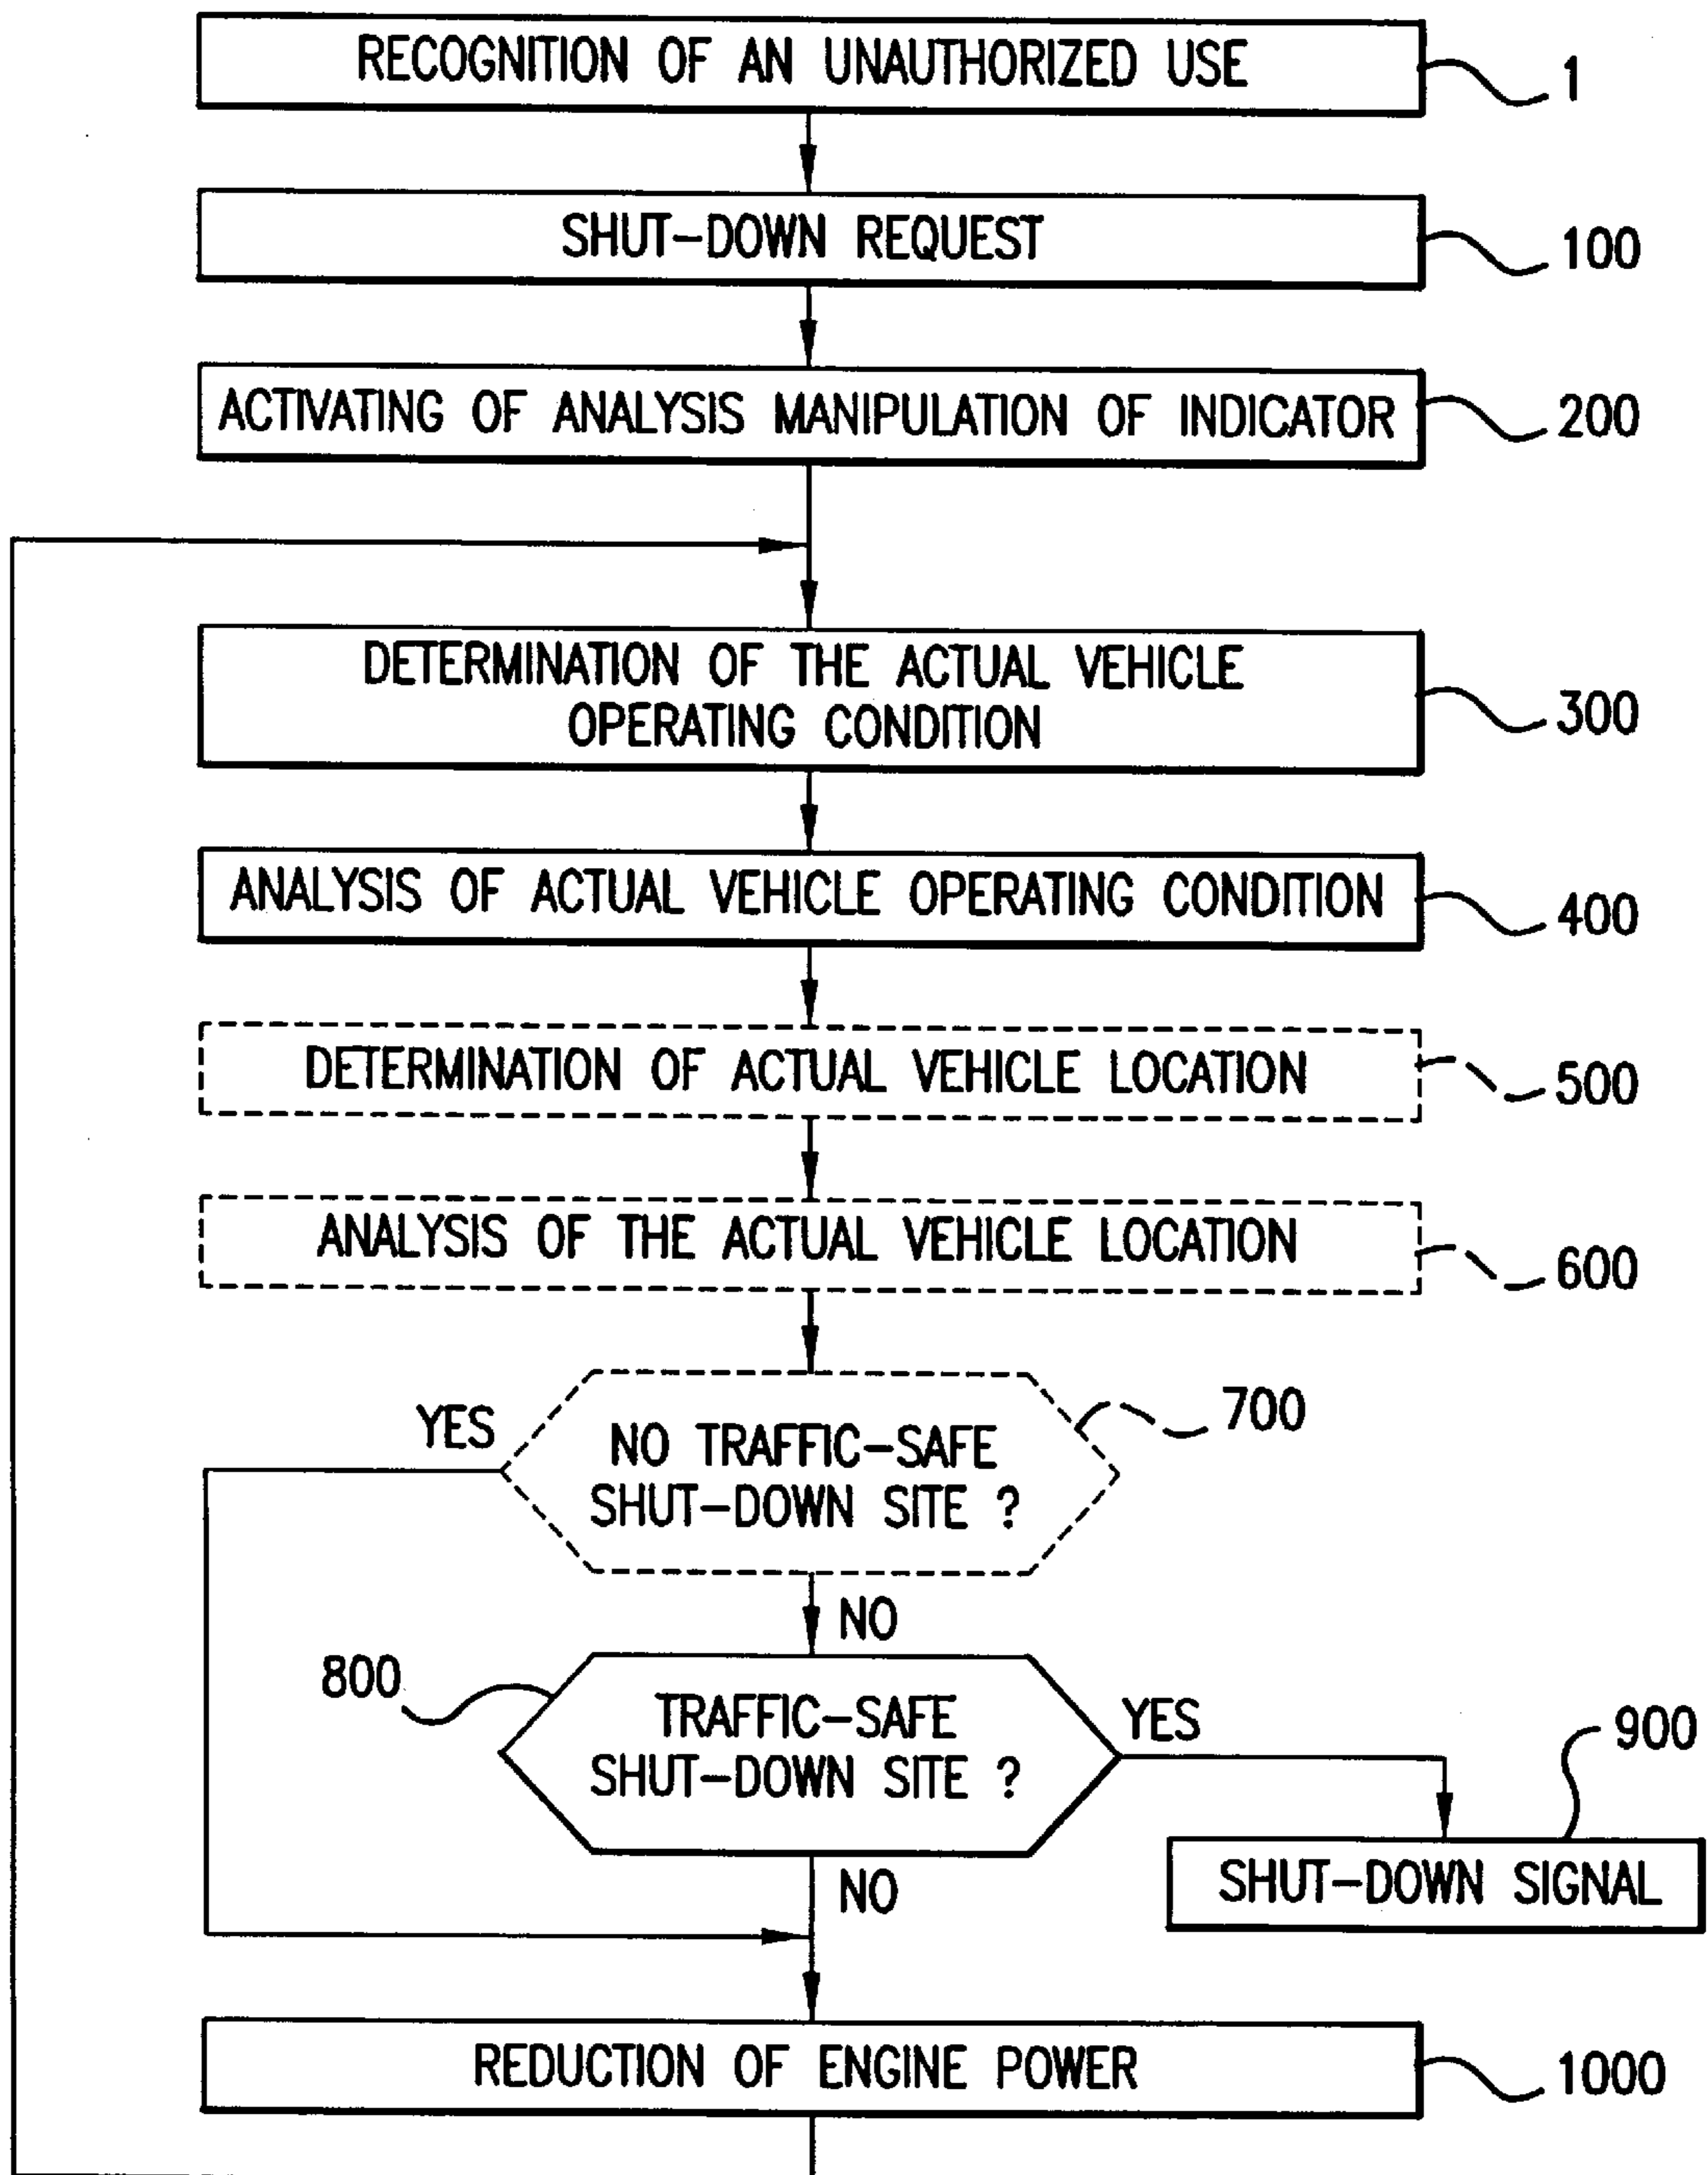 RECOGNITION OF AN UNAUTHORIZED USE
1
SHUT-DOWN REQUEST
100
ACTIVATING OF ANALYSIS MANIPULATION OF INDICATOR
200
DETERMINATION OF THE ACTUAL VEHICLE
OPERATING CONDITION
300
ANALYSIS OF ACTUAL VEHICLE OPERATING CONDITION
400
DETERMINATION OF ACTUAL VEHICLE LOCATION
500
ANALYSIS OF THE ACTUAL VEHICLE LOCATION
600
YES
NO TRAFFIC-SAFE
SHUT-DOWN SITE ?
700
NO
800
TRAFFIC-SAFE
SHUT-DOWN SITE ?
YES
900
NO
SHUT-DOWN SIGNAL
REDUCTION OF ENGINE POWER
1000